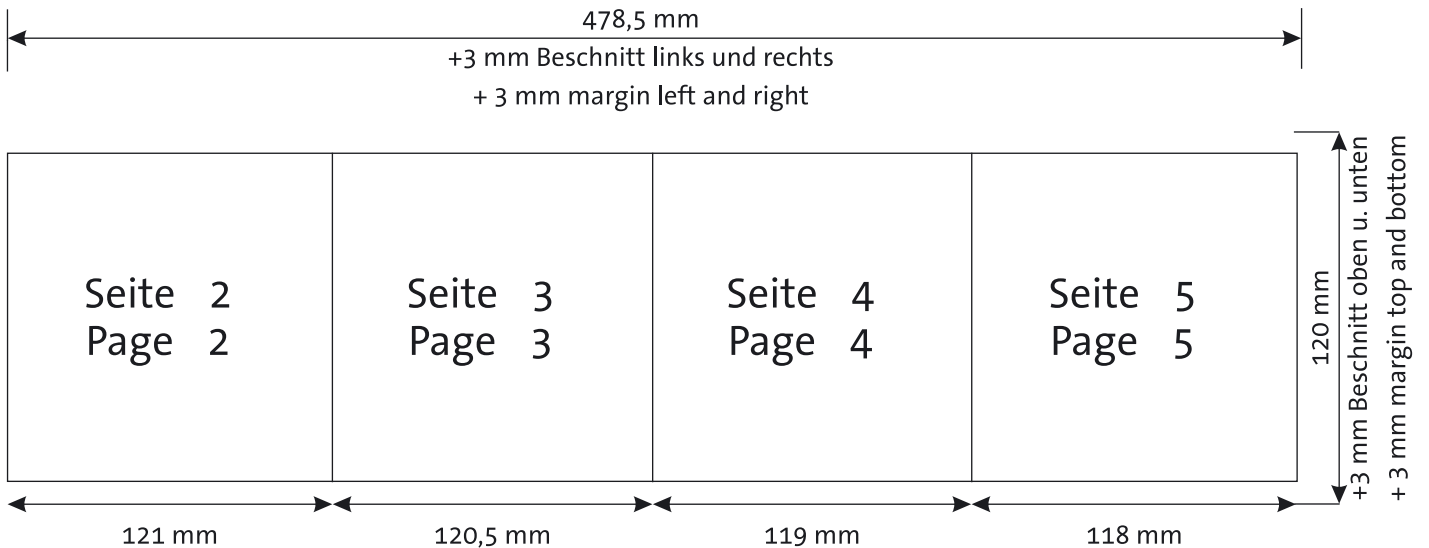 478,5 mm
+3 mm Beschnitt links und rechts
+ 3 mm margin left and right
Seite 2
Page 2
Seite 3
Page 3
Seite 4
Page 4
Seite 5
Page 5
120 mm
+3 mm Beschnitt oben u. unten
+ 3 mm margin top and bottom
121 mm
120,5 mm
119 mm
118 mm